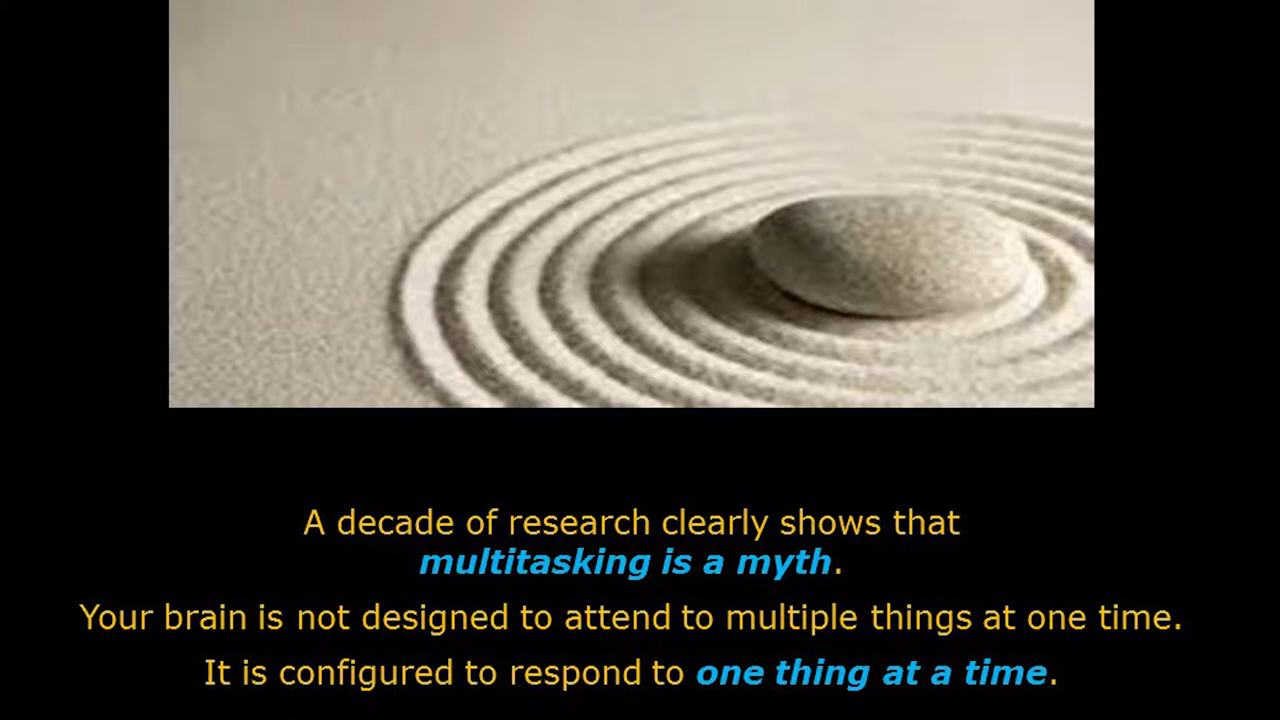 A decade of research clearly shows that
multitasking is a myth.
Your brain is not designed to attend to multiple things at one time.
It is configured to respond to one thing at a time.